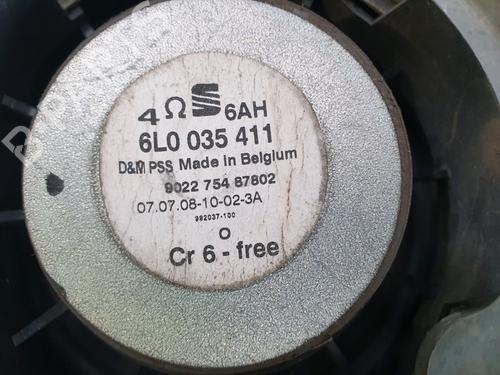 4 Ω 6AH
6L0 035 411
D&M PSS Made in Belgium
9022 754 87802
07.07.08-10-02-3A
992037-100
O
Cr 6 - free